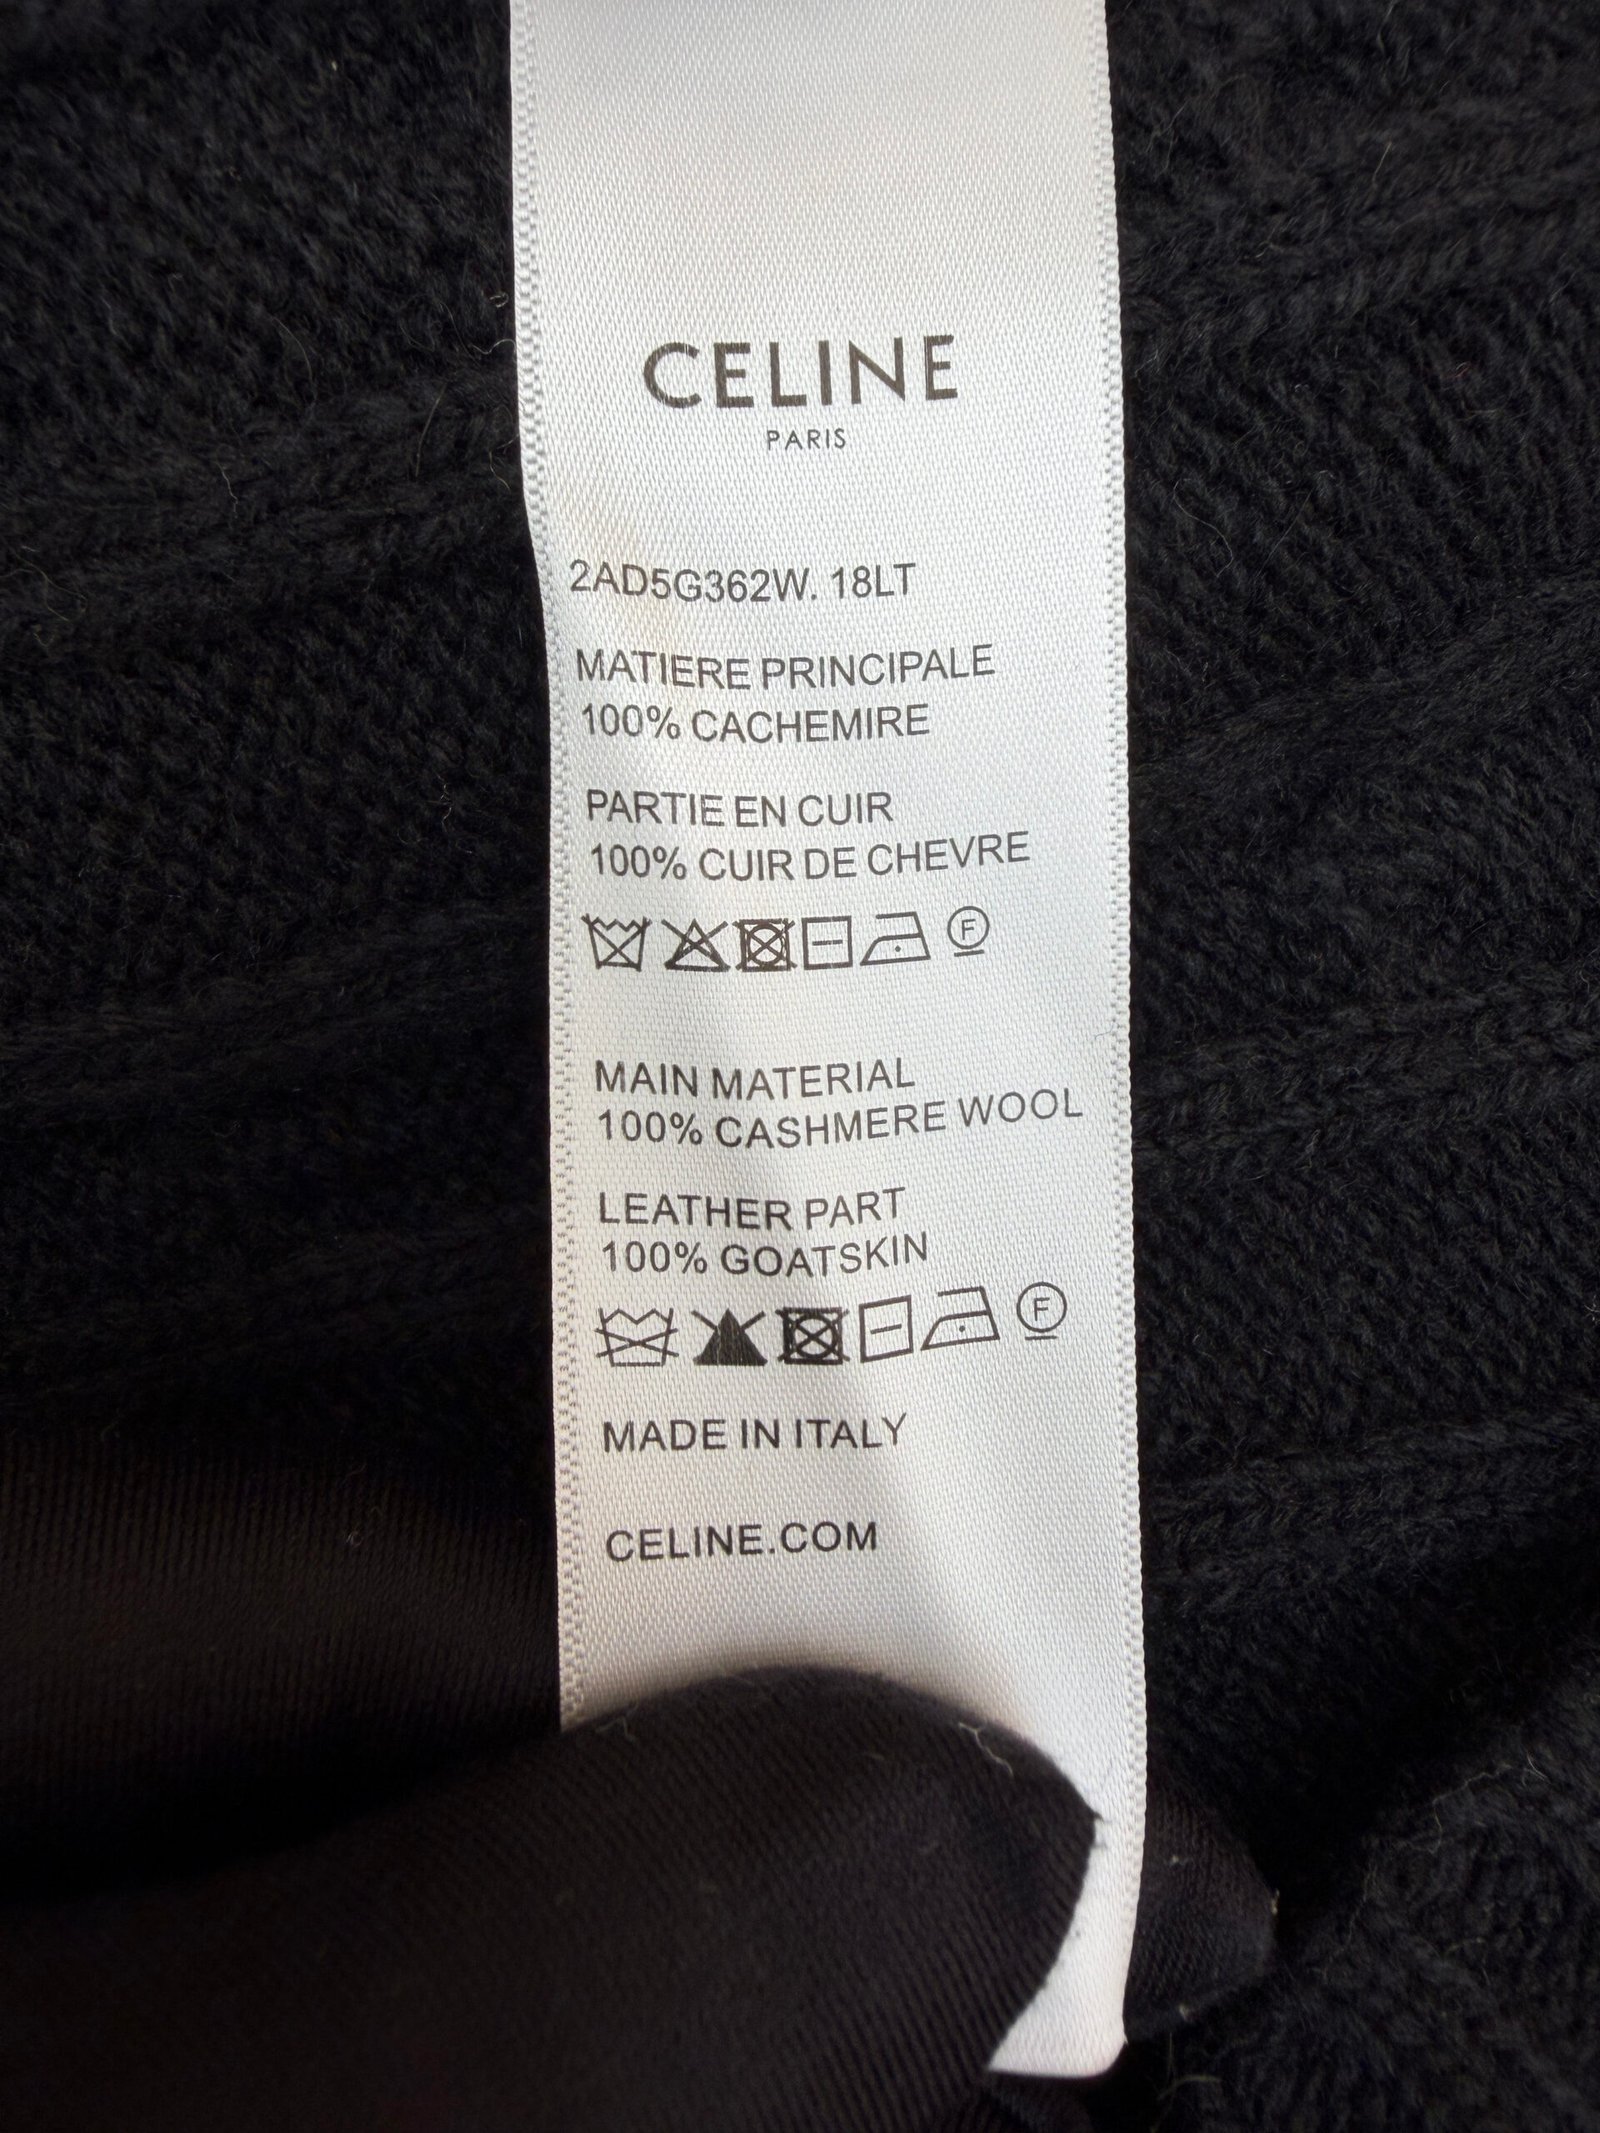 CELINE
PARIS
2AD5G362W. 18LT
MATIERE PRINCIPALE
100% CACHEMIRE
PARTIE EN CUIR
100% CUIR DE CHEVRE
F
MAIN MATERIAL
100% CASHMERE WOOL
LEATHER PART
100% GOATSKIN
F
MADE IN ITALY
CELINE.COM